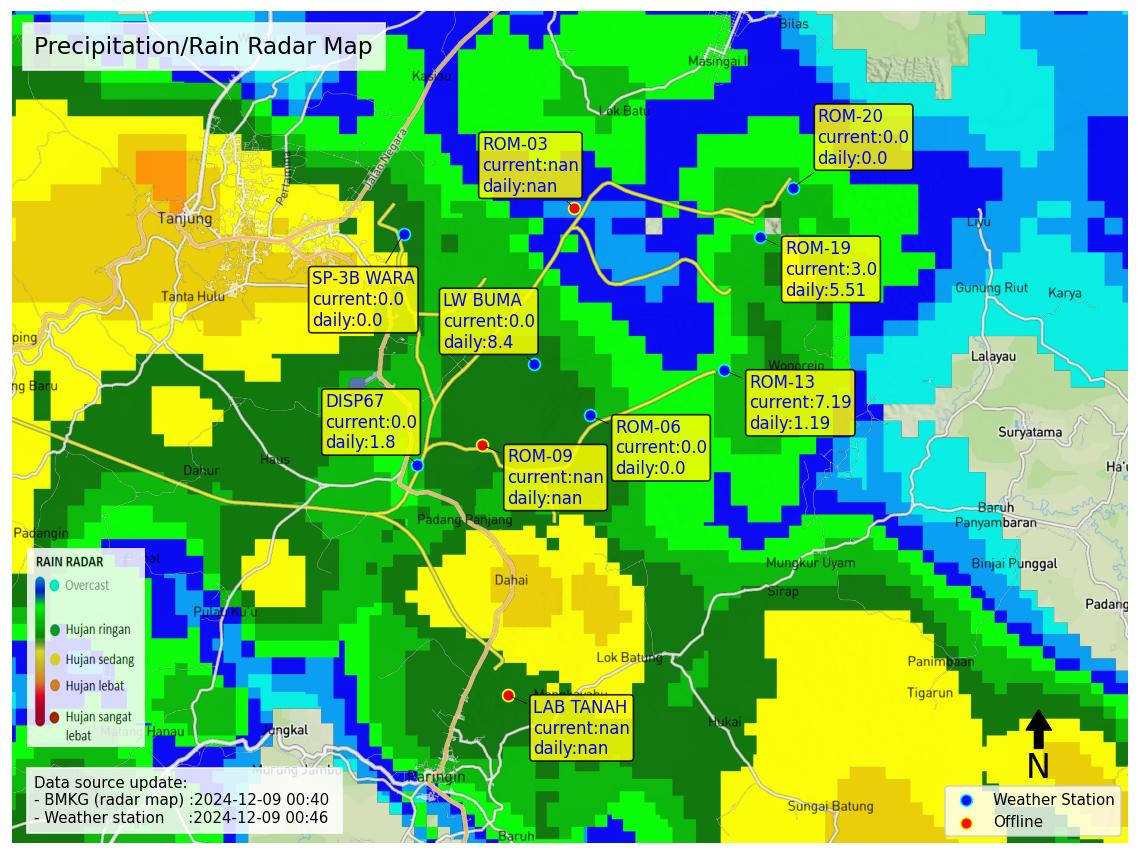 Precipitation/Rain Radar Map
Bilas
Kasiau
Masingai II
Lok Batu
Jalan Negara
Pertamina
ROM-20
current:0.0
daily:0.0
ROM-03
current:nan
daily:nan
Tanjung
Liyu
ROM-19
current:3.0
daily:5.51
SP-3B WARA
current:0.0
daily:0.0
Tanta Hulu
LW BUMA
current:0.0
daily:8.4
Gunung Riut
Karya
ping
Lalayau
Wonorejo
ng Baru
ROM-13
current:7.19
daily:1.19
DISP67
current:0.0
daily:1.8
ROM-06
current:0.0
daily:0.0
Suryatama
ROM-09
current:nan
daily:nan
Haus
Dahur
Ha'u
Baruh
Panyambaran
Padang Panjang
Padangin
Mungkur Uyam
Binjai Punggal
Dahai
Sirap
Padang
RAIN RADAR
Overcast
Hujan ringan
Hujan sedang
Hujan lebat
Hujan sangat
lebat
Pulau Ku'u
Lok Batung
Panimbaan
Tigarun
Mangkayahu
LAB TANAH
current:nan
daily:nan
Hukai
Matang Hanau
Jungkal
Murung Jambu
Paringin
Sungai Batung
Baruh
N
Data source update:
- BMKG (radar map) :2024-12-09 00:40
- Weather station :2024-12-09 00:46
Weather Station
Offline